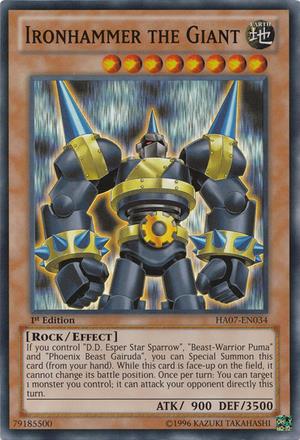 IRONHAMMER THE GIANT
EARTH
地
1st Edition
HA07-EN034
[ROCK/EFFECT]
If you control "D.D. Esper Star Sparrow", "Beast-Warrior Puma"
and "Phoenix Beast Gairuda", you can Special Summon this
card (from your hand). While this card is face-up on the field, it
cannot change its battle position. Once per turn: You can target
1 monster you control; it can attack your opponent directly this
turn.
ATK/2600 DEF/3500
79185500
©1996 KAZUKI TAKAHASHI